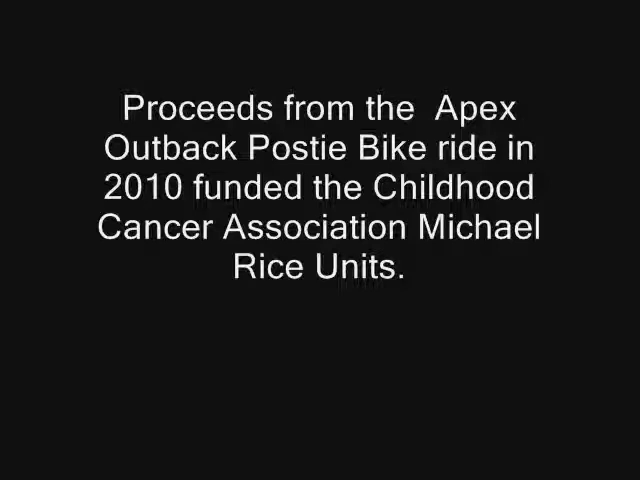 Proceeds from the  Apex
Outback Postie Bike ride in
2010 funded the Childhood
Cancer Association Michael
Rice Units.